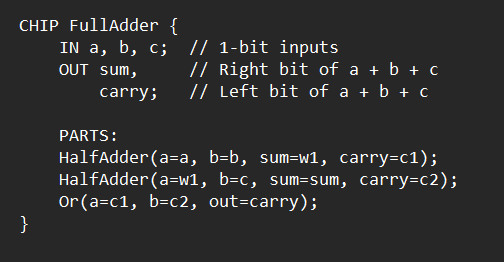 CHIP FullAdder {
    IN a, b, c;  // 1-bit inputs
    OUT sum,     // Right bit of a + b + c
        carry;   // Left bit of a + b + c

    PARTS:
    HalfAdder(a=a, b=b, sum=w1, carry=c1);
    HalfAdder(a=w1, b=c, sum=sum, carry=c2);
    Or(a=c1, b=c2, out=carry);
}